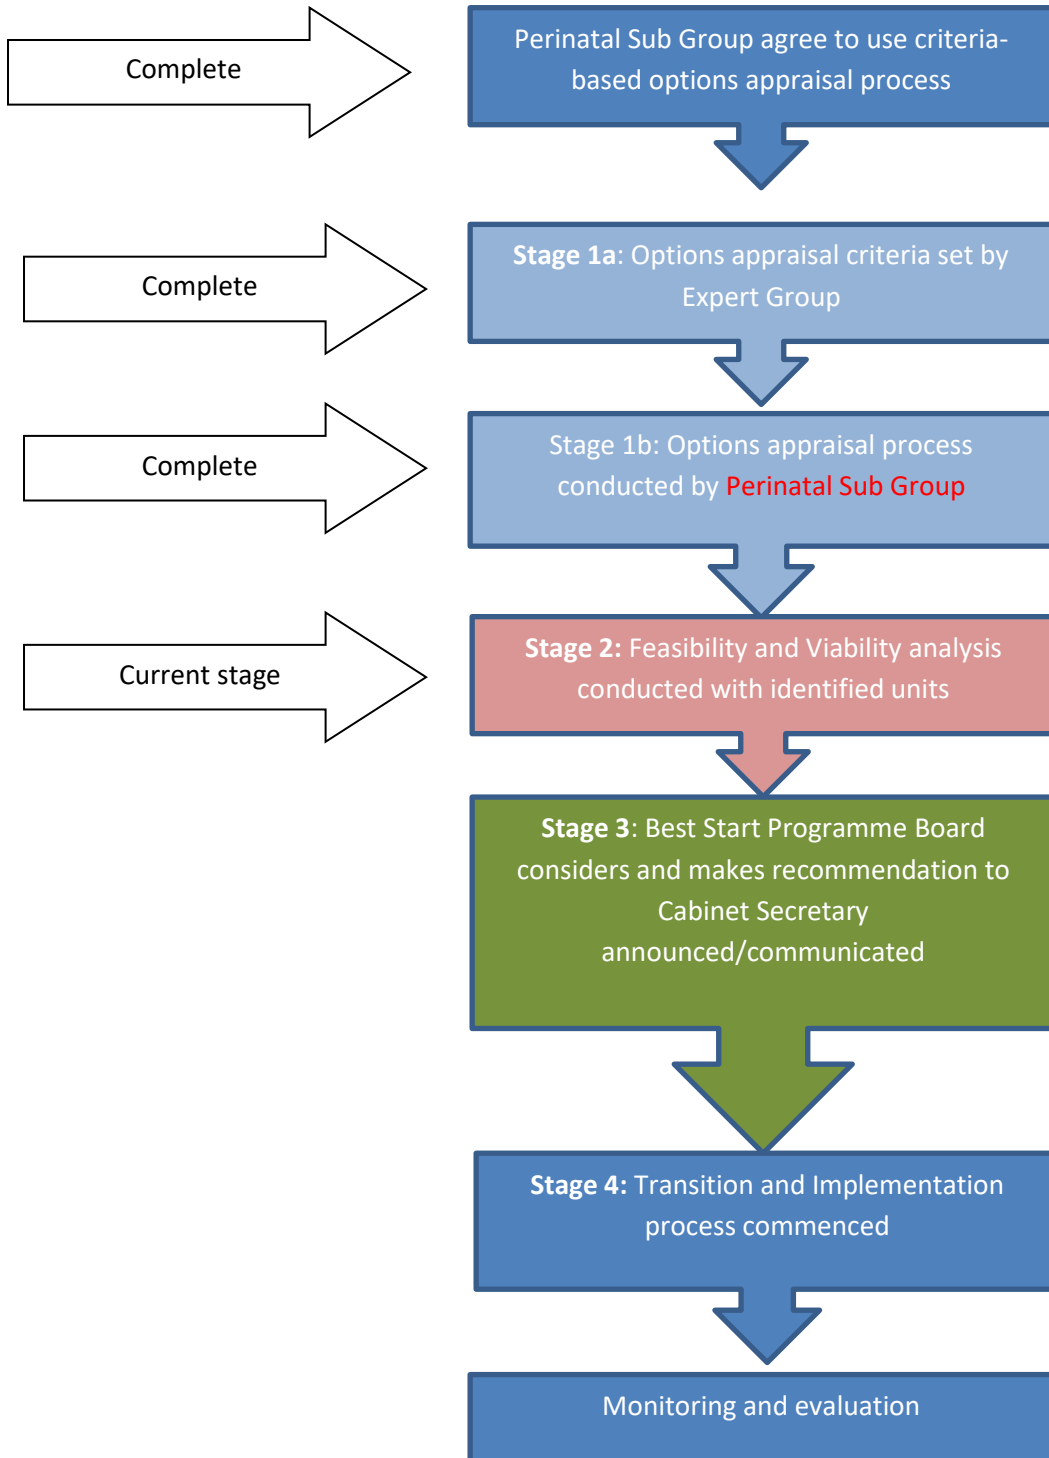 Complete
Perinatal Sub Group agree to use criteria-
based options appraisal process
Complete
Stage 1a: Options appraisal criteria set by
Expert Group
Complete
Stage 1b: Options appraisal process
conducted by Perinatal Sub Group
Current stage
Stage 2: Feasibility and Viability analysis
conducted with identified units
Stage 3: Best Start Programme Board
considers and makes recommendation to
Cabinet Secretary
announced/communicated
Stage 4: Transition and Implementation
process commenced
Monitoring and evaluation